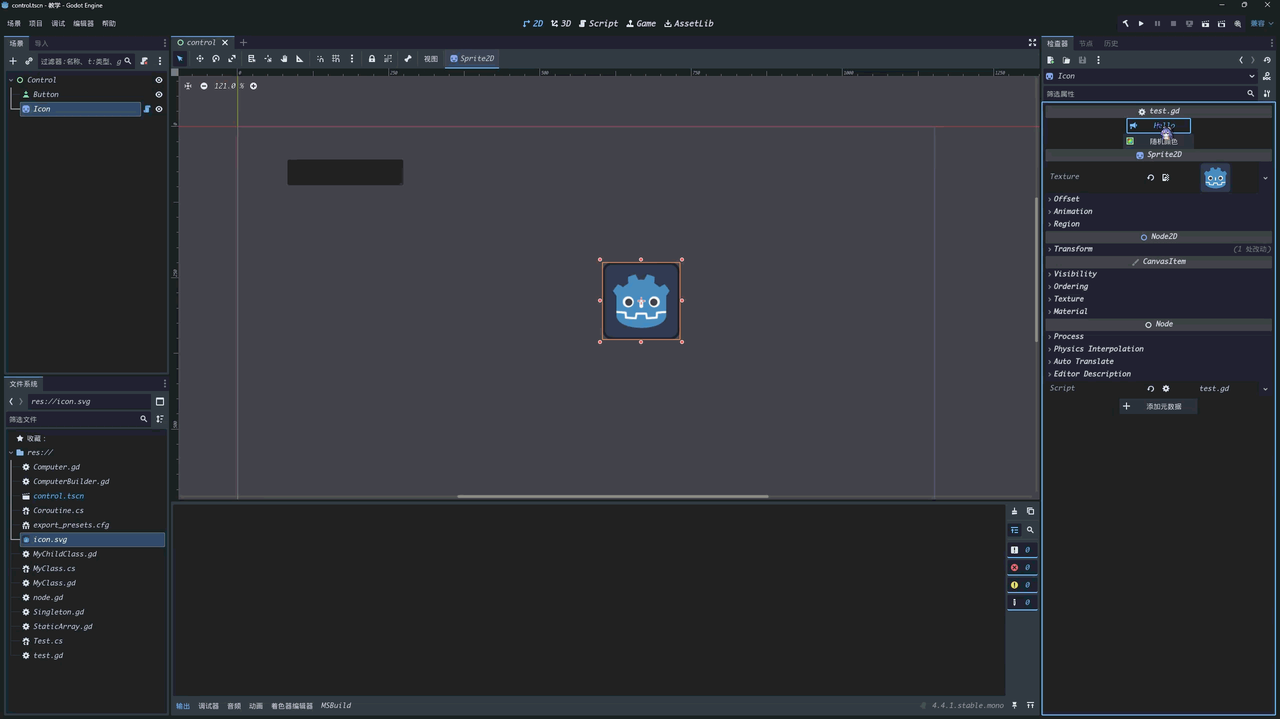 control.tscn - 教学 - Godot Engine
场景 项目 调试 编辑器 帮助
2D 3D Script Game AssetLib
兼容
场景 导入
过滤器:名称、t:类型、g
Control
Button
Icon
control
视图 Sprite2D
0 250 500 750 1000 1250
121.0 %
0
250
500
文件系统
res://icon.svg
筛选文件
收藏:
res://
Computer.gd
ComputerBuilder.gd
control.tscn
Coroutine.cs
export_presets.cfg
icon.svg
MyChildClass.gd
MyClass.cs
MyClass.gd
node.gd
Singleton.gd
StaticArray.gd
Test.cs
test.gd
0
0
0
0
输出 调试器 音频 动画 着色器编辑器 MSBuild
4.4.1.stable.mono
检查器 节点 历史
Icon
筛选属性
test.gd
Hello
随机颜色
Sprite2D
Texture
Offset
Animation
Region
Node2D
Transform (1 处改动)
CanvasItem
Visibility
Ordering
Texture
Material
Node
Process
Physics Interpolation
Auto Translate
Editor Description
Script test.gd
添加元数据